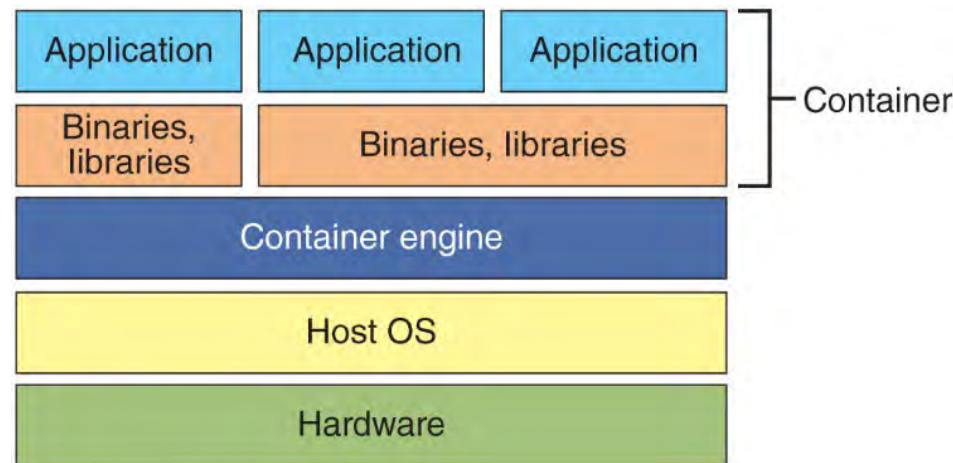 Application
Application
Application
Container
Binaries,
libraries
Binaries, libraries
Container engine
Host OS
Hardware